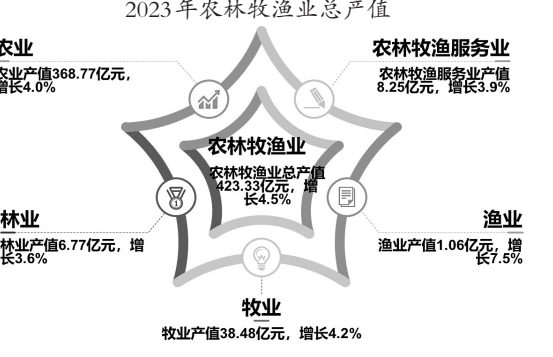 2023年农林牧渔业总产值
农业
农业产值368.77亿元，
增长4.0%
农林牧渔服务业
农林牧渔服务业产值
8.25亿元，增长3.9%
农林牧渔业
农林牧渔业总产值
423.33亿元，增
长4.5%
林业
林业产值6.77亿元，增
长3.6%
渔业
渔业产值1.06亿元，增
长7.5%
牧业
牧业产值38.48亿元，增长4.2%